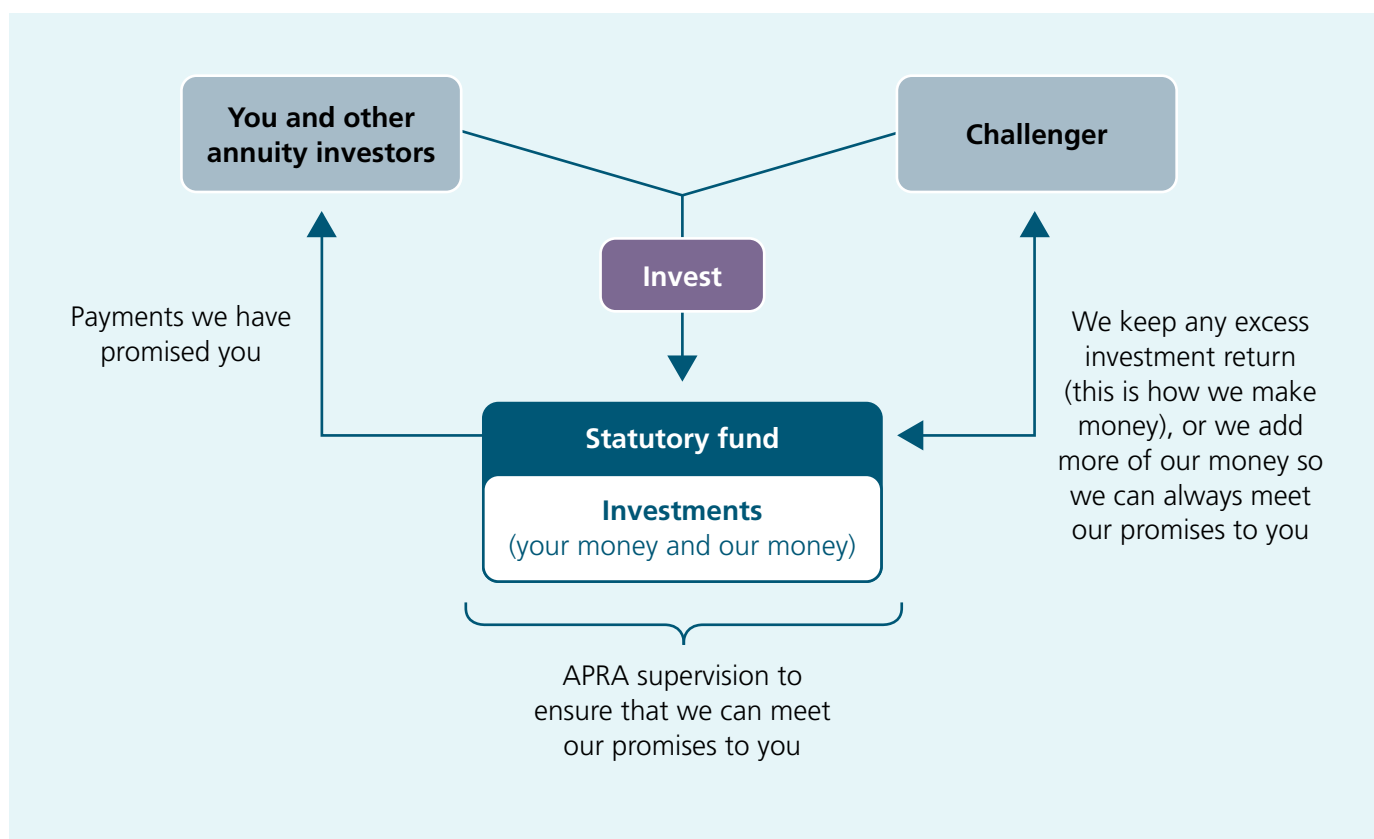 You and other
annuity investors
Challenger
Invest
Payments we have
promised you
We keep any excess
investment return
(this is how we make
money), or we add
more of our money so
we can always meet
our promises to you
Statutory fund
Investments
(your money and our money)
APRA supervision to
ensure that we can meet
our promises to you